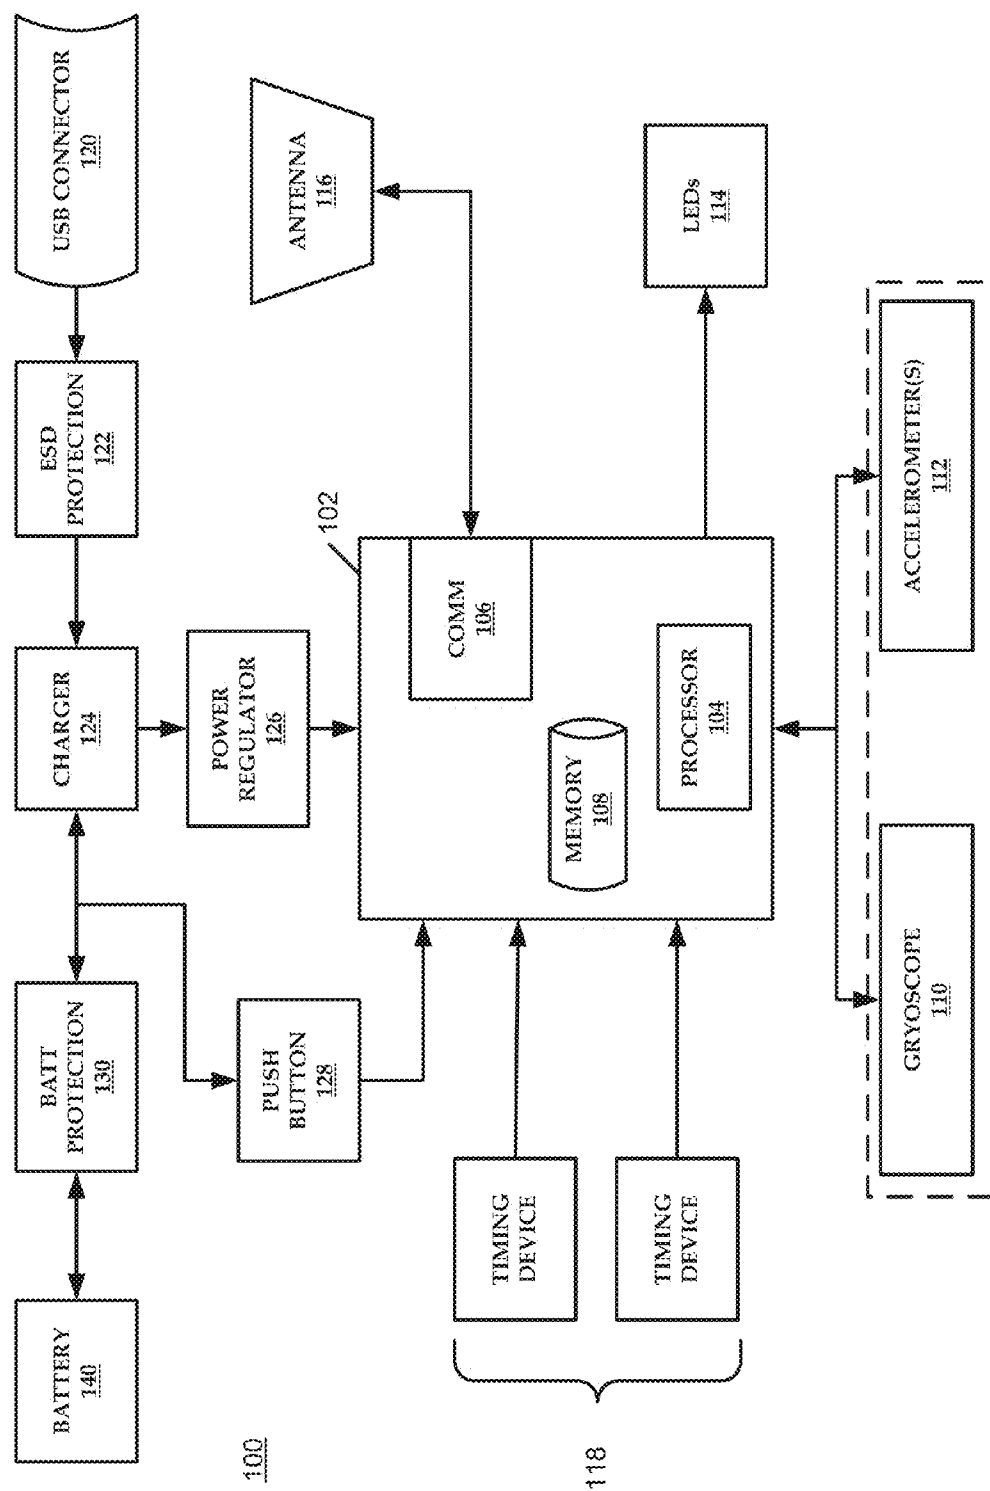 100
BATTERY
140
BATT
PROTECTION
130
CHARGER
124
ESD
PROTECTION
122
USB CONNECTOR
120
POWER
REGULATOR
126
PUSH
BUTTON
128
ANTENNA
116
102
COMM
106
MEMORY
108
PROCESSOR
104
LEDs
114
TIMING
DEVICE
TIMING
DEVICE
118
GRYOSCOPE
110
ACCELEROMETER(S)
112